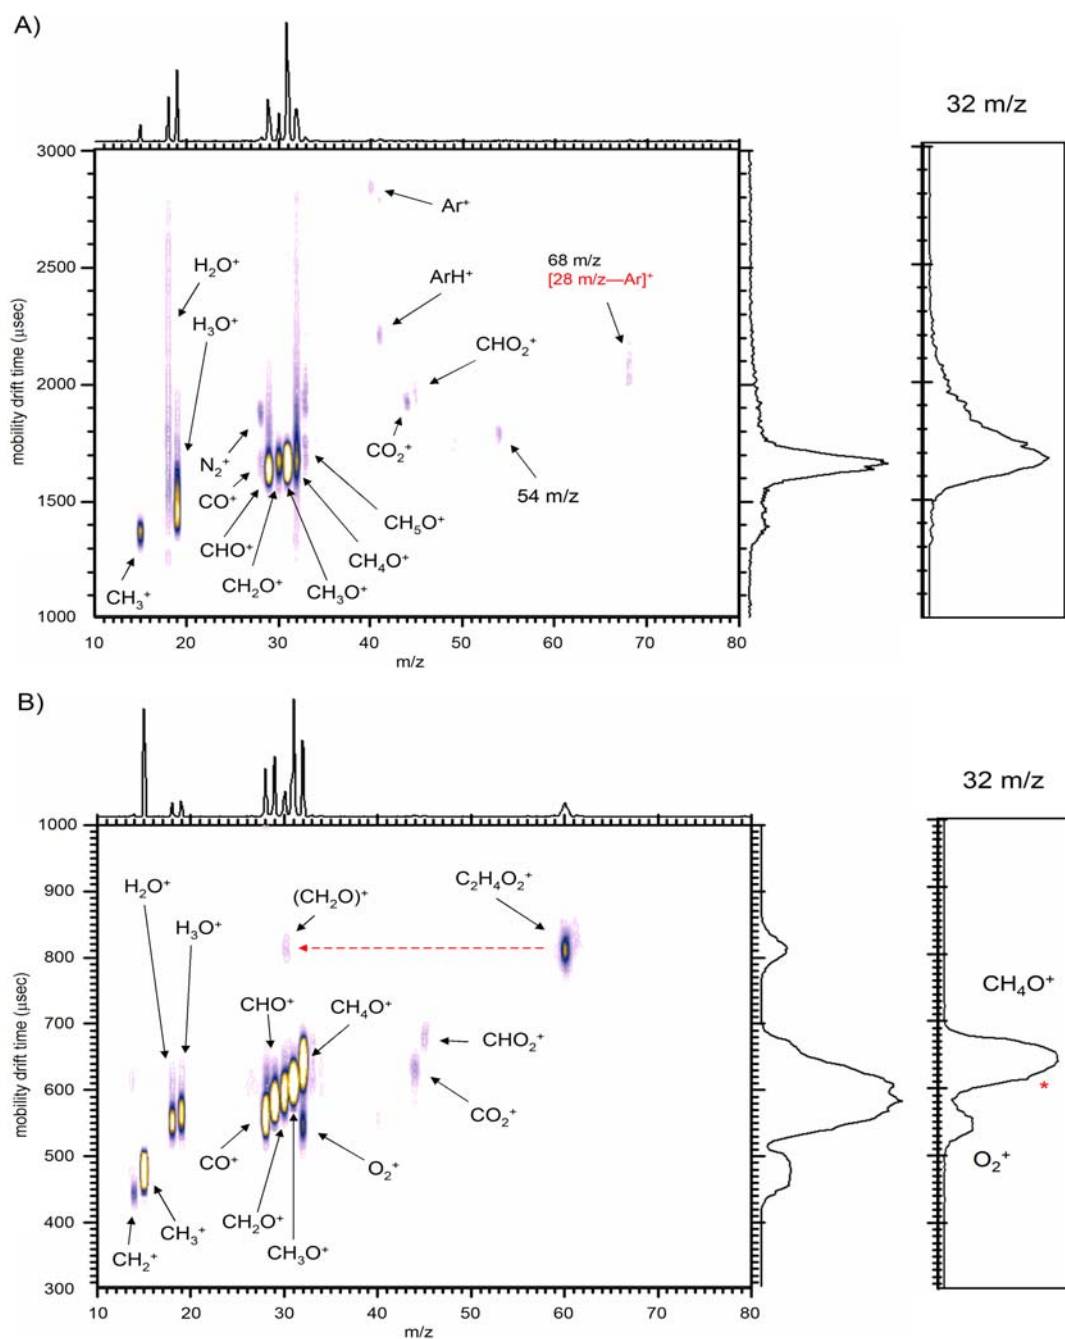 A)
32 m/z
3000
2500
2000
1500
1000
mobility drift time (μsec)
10 20 30 40 50 60 70 80
m/z
Ar⁺
H₂O⁺
H₃O⁺
ArH⁺
68 m/z
[28 m/z—Ar]⁺
CHO₂⁺
N₂⁺
CO₂⁺
54 m/z
CO⁺
CH₅O⁺
CHO⁺
CH₄O⁺
CH₂O⁺
CH₃O⁺
CH₃⁺
B)
32 m/z
1000
900
800
700
600
500
400
300
mobility drift time (μsec)
10 20 30 40 50 60 70 80
m/z
H₂O⁺
(CH₂O)⁺
C₂H₄O₂⁺
H₃O⁺
CHO⁺
CH₄O⁺
CHO₂⁺
CO₂⁺
CO⁺
O₂⁺
CH₂O⁺
CH₃⁺
CH₃O⁺
CH₂⁺
CH₄O⁺
*
O₂⁺